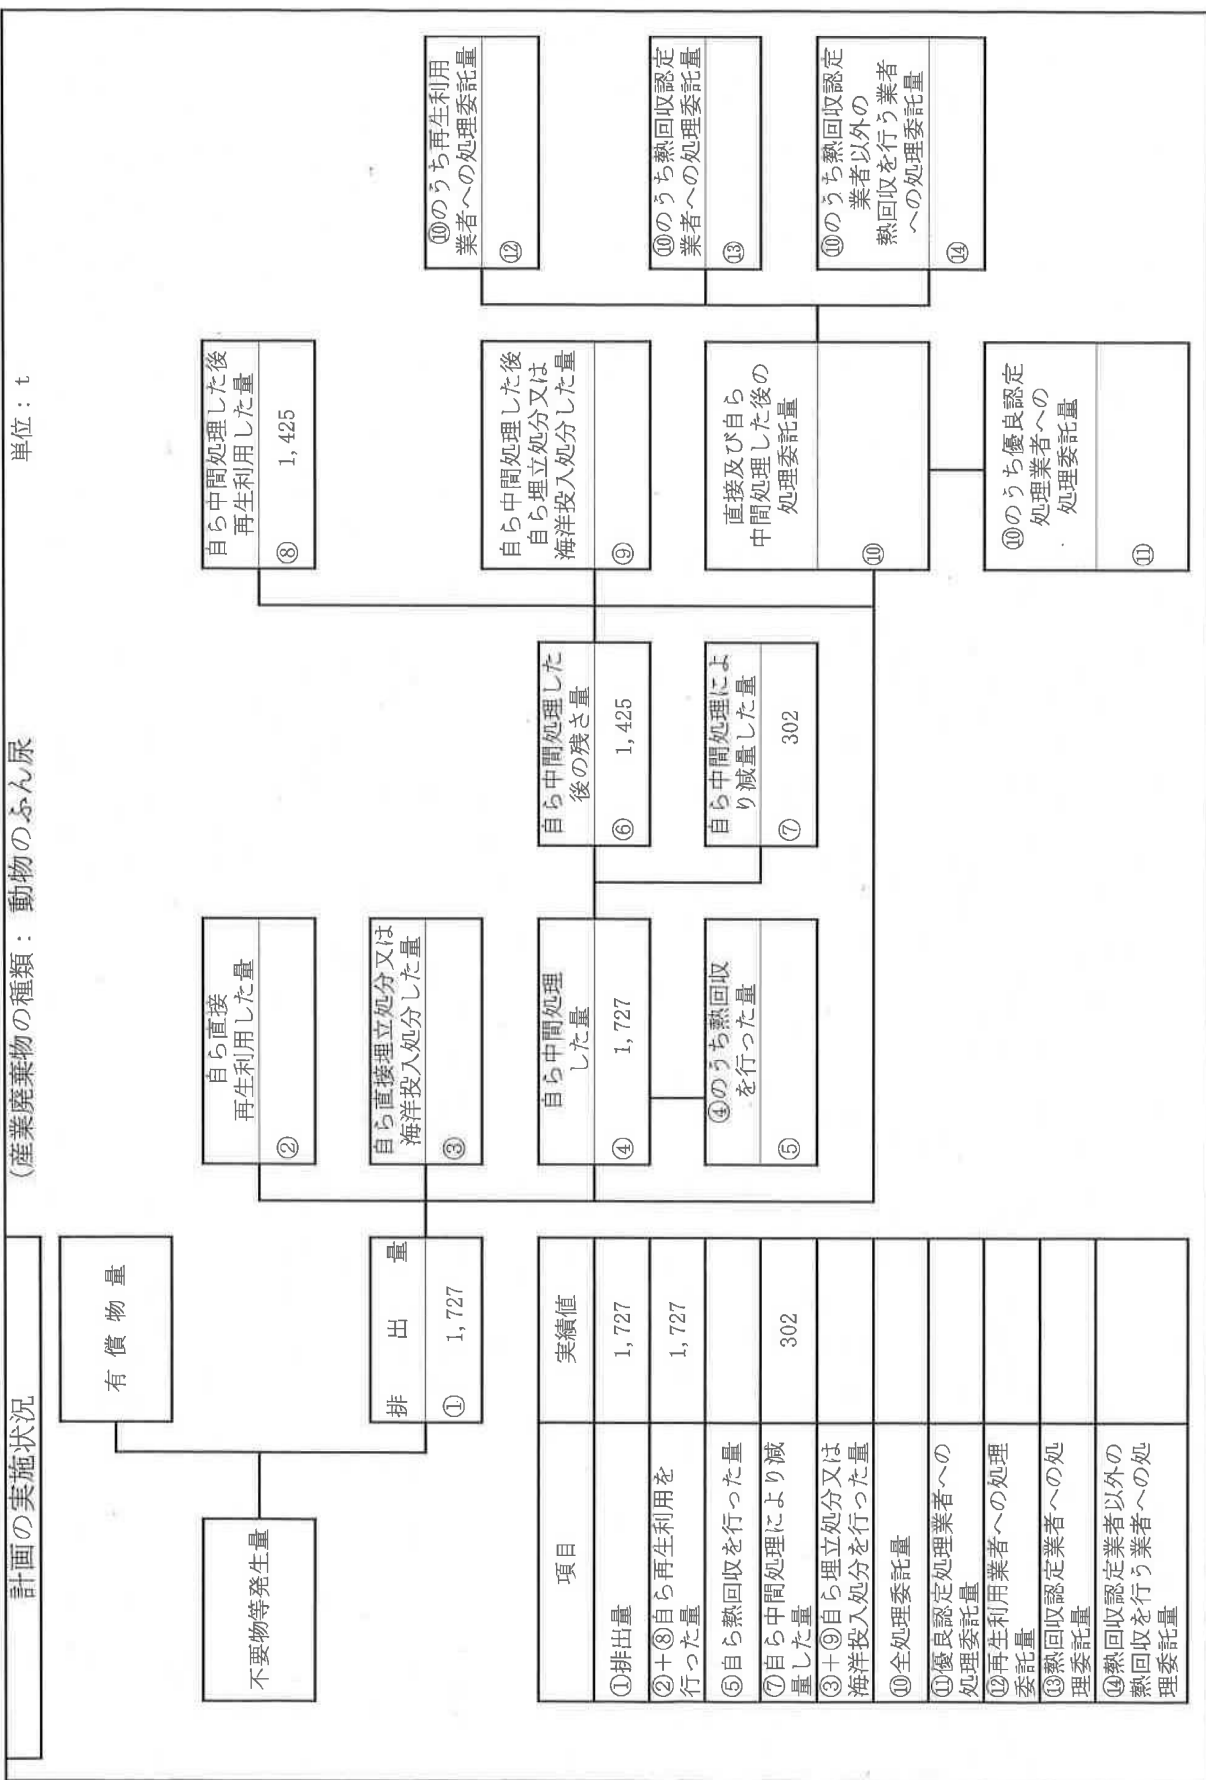 計画の実施状況
(産業廃棄物の種類： 動物のふん尿
単位：t
不要物等発生量
有償物量
排出量
① 1,727
自ら直接
再生利用した量
②
自ら直接埋立処分又は
海洋投入処分した量
③
自ら中間処理
した量
④ 1,727
④のうち熱回収
を行った量
⑤
自ら中間処理した
後の残さ量
⑥ 1,425
自ら中間処理によ
り減量した量
⑦ 302
自ら中間処理した後
再生利用した量
⑧ 1,425
自ら中間処理した後
自ら埋立処分又は
海洋投入処分した量
⑨
直接及び自ら
中間処理した後の
処理委託量
⑩
⑩のうち優良認定
処理業者への
処理委託量
⑪
⑩のうち再生利用
業者への処理委託量
⑫
⑩のうち熱回収認定
業者への処理委託量
⑬
⑩のうち熱回収認定
業者以外の
熱回収を行う業者
への処理委託量
⑭
項目 実績値
①排出量 1,727
②＋⑧自ら再生利用を
行った量 1,727
⑤自ら熱回収を行った量
⑦自ら中間処理により減
量した量 302
③＋⑨自ら埋立処分又は
海洋投入処分を行った量
⑩全処理委託量
⑪優良認定処理業者への
処理委託量
⑫再生利用業者への処理
委託量
⑬熱回収認定業者への処
理委託量
⑭熱回収認定業者以外の
熱回収を行う業者への処
理委託量